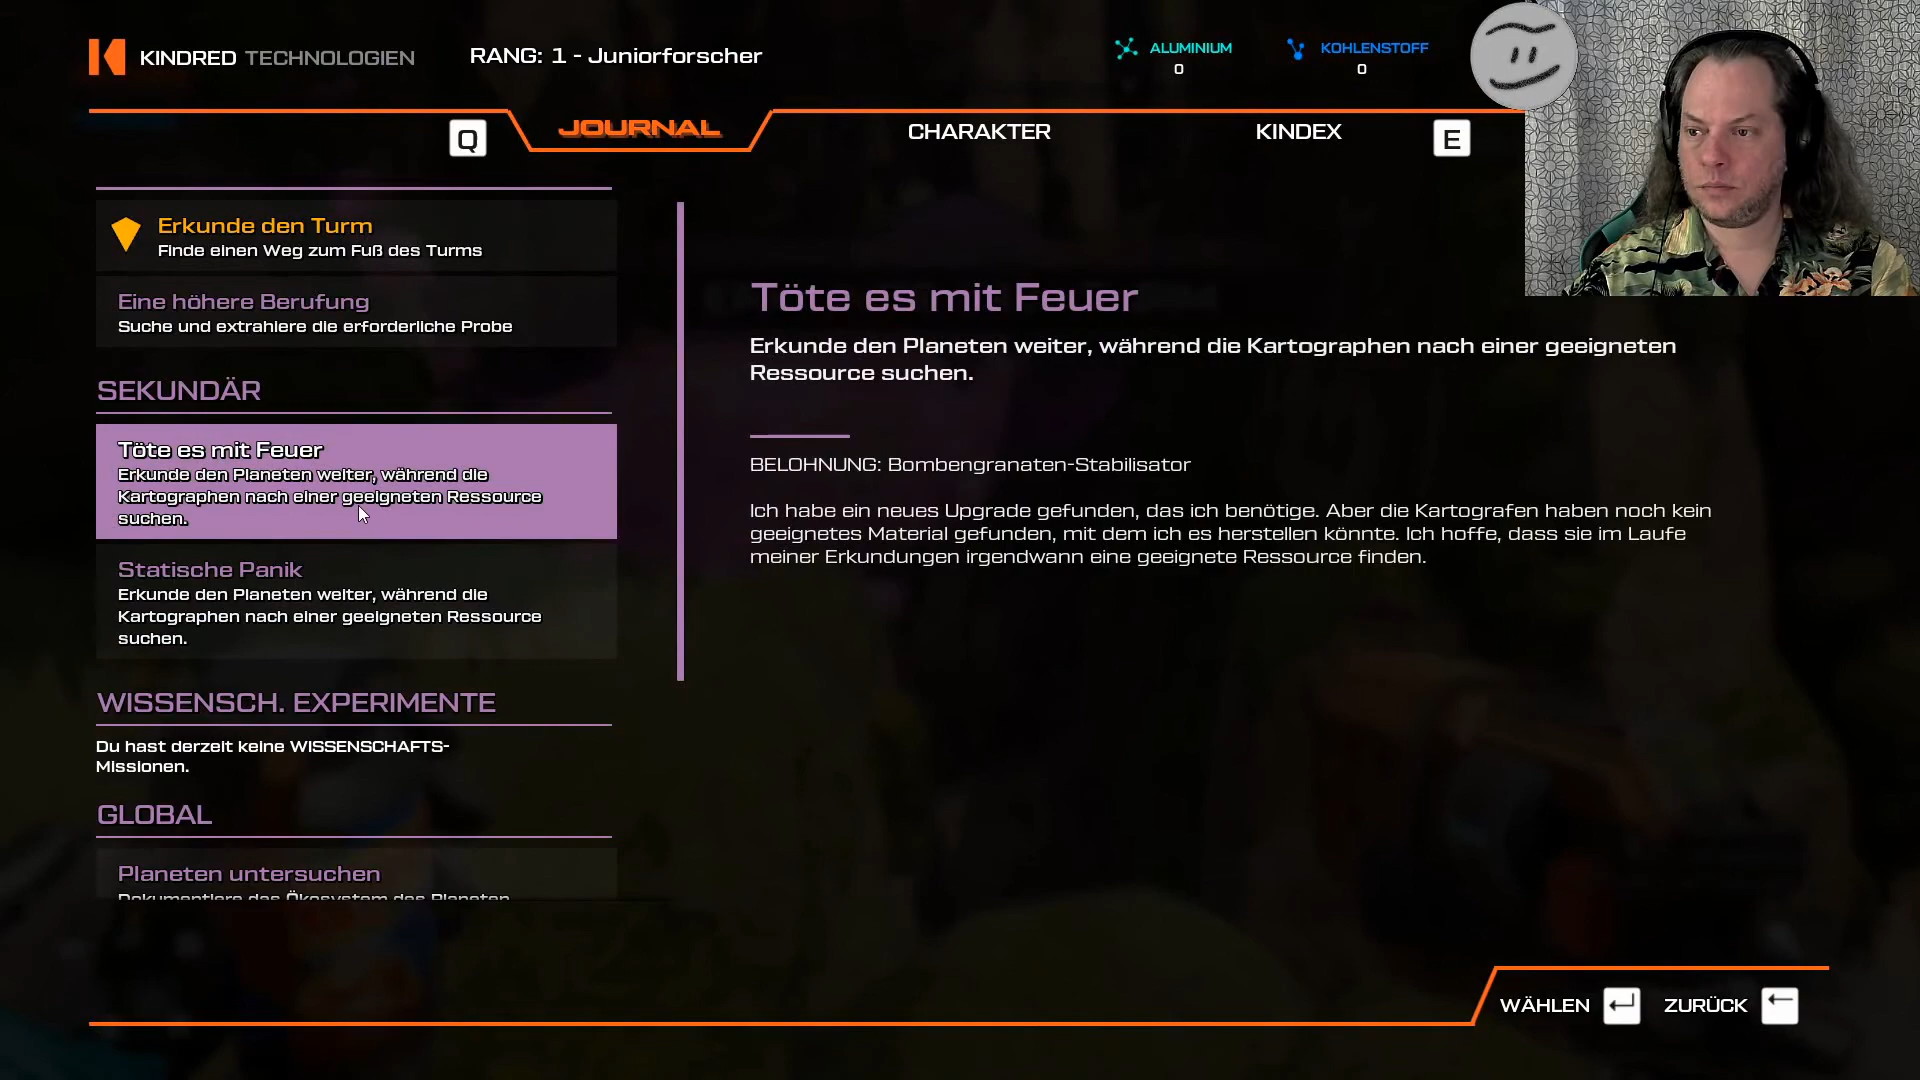 KINDRED TECHNOLOGIEN
RANG: 1 - Juniorforscher
ALUMINIUM
0
KOHLENSTOFF
0
Q
JOURNAL
CHARAKTER
KINDEX
E
Erkunde den Turm
Finde einen Weg zum Fuß des Turms
Eine höhere Berufung
Suche und extrahiere die erforderliche Probe
SEKUNDÄR
Töte es mit Feuer
Erkunde den Planeten weiter, während die
Kartographen nach einer geeigneten Ressource
suchen.
Statische Panik
Erkunde den Planeten weiter, während die
Kartographen nach einer geeigneten Ressource
suchen.
WISSENSCH. EXPERIMENTE
Du hast derzeit keine WISSENSCHAFTS-
Missionen.
GLOBAL
Planeten untersuchen
Dokumentiere das Ökosystem des Planeten
Töte es mit Feuer
Erkunde den Planeten weiter, während die Kartographen nach einer geeigneten
Ressource suchen.
BELOHNUNG: Bombengranaten-Stabilisator
Ich habe ein neues Upgrade gefunden, das ich benötige. Aber die Kartografen haben noch kein
geeignetes Material gefunden, mit dem ich es herstellen könnte. Ich hoffe, dass sie im Laufe
meiner Erkundungen irgendwann eine geeignete Ressource finden.
WÄHLEN
ZURÜCK